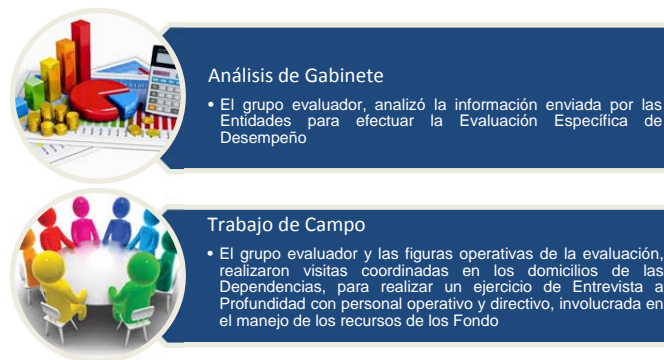 Análisis de Gabinete
• El grupo evaluador, analizó la información enviada por las
Entidades para efectuar la Evaluación Específica de
Desempeño
Trabajo de Campo
• El grupo evaluador y las figuras operativas de la evaluación,
realizaron visitas coordinadas en los domicilios de las
Dependencias, para realizar un ejercicio de Entrevista a
Profundidad con personal operativo y directivo, involucrada en
el manejo de los recursos de los Fondo